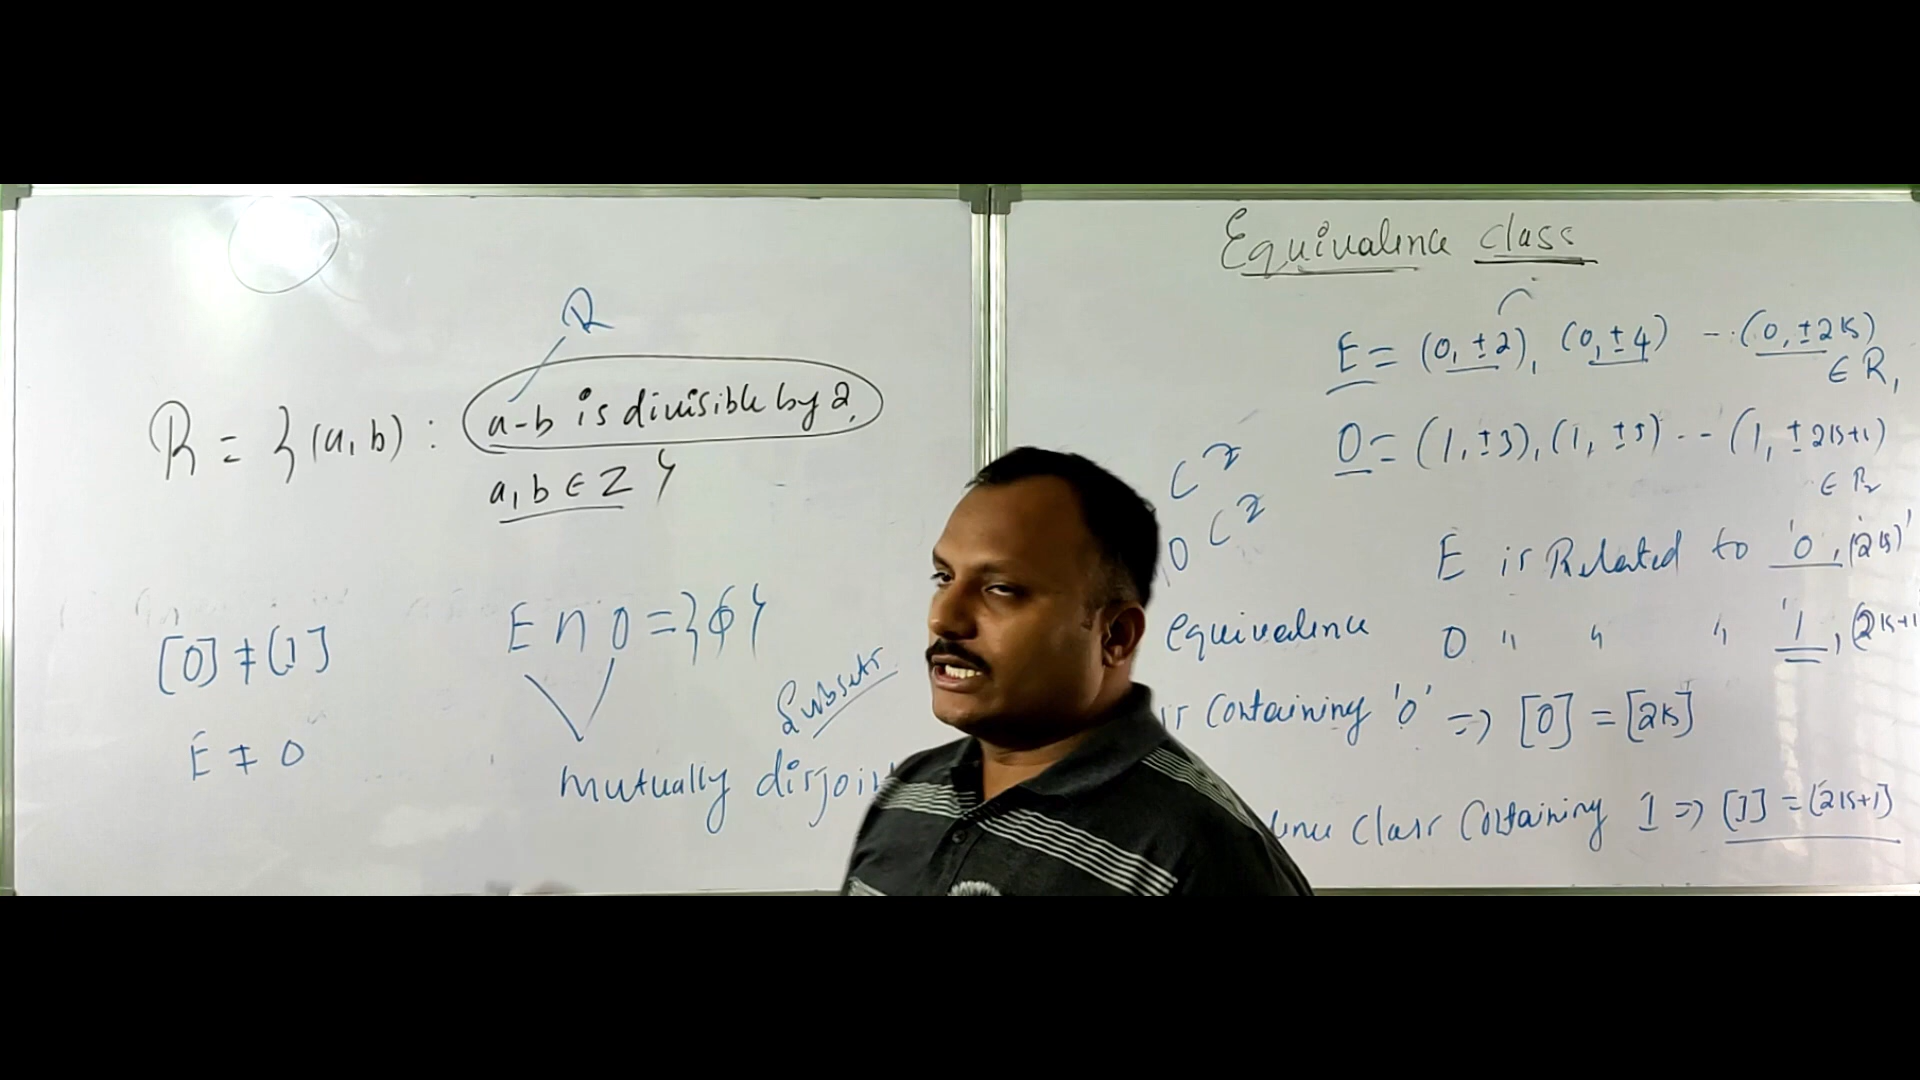 R
R = {(a, b) : a-b is divisible by 2,
a, b ∈ Z}
[0] ≠ [1]
E ∩ O = {φ}
E ≠ O
Subsets
mutually disjoin
Equivalence class
E = (0, ±2), (0, ±4) -- (0, ±2k)
∈ R,
O = (1, ±3), (1, ±5) -- (1, ±2k+1)
∈ R
⊂ Z
O ⊂ Z
E is Related to '0, (2k)'
equivalence O " " " '1', (2k+1
containing '0' => [0] = [2k]
class containing 1 => [1] = [2k+1]